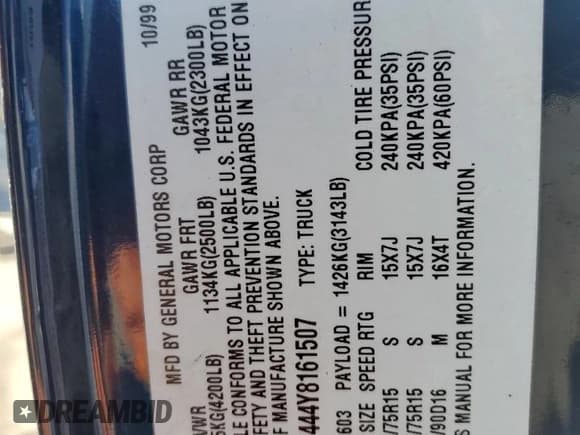 MFD BY GENERAL MOTORS CORP 10/99
VWR GAWR FRT GAWR RR
KG(4200LB) 1134KG(2500LB) 1043KG(2300LB)
LE CONFORMS TO ALL APPLICABLE U.S. FEDERAL MOTOR
FETY AND THEFT PREVENTION STANDARDS IN EFFECT ON
F MANUFACTURE SHOWN ABOVE.
444Y8161507 TYPE: TRUCK
603 PAYLOAD = 1426KG(3143LB)
SIZE SPEED RTG RIM COLD TIRE PRESSUR
/75R15 S 15X7J 240KPA(35PSI)
/75R15 S 15X7J 240KPA(35PSI)
/90D16 M 16X4T 420KPA(60PSI)
S MANUAL FOR MORE INFORMATION.
DREAMBID